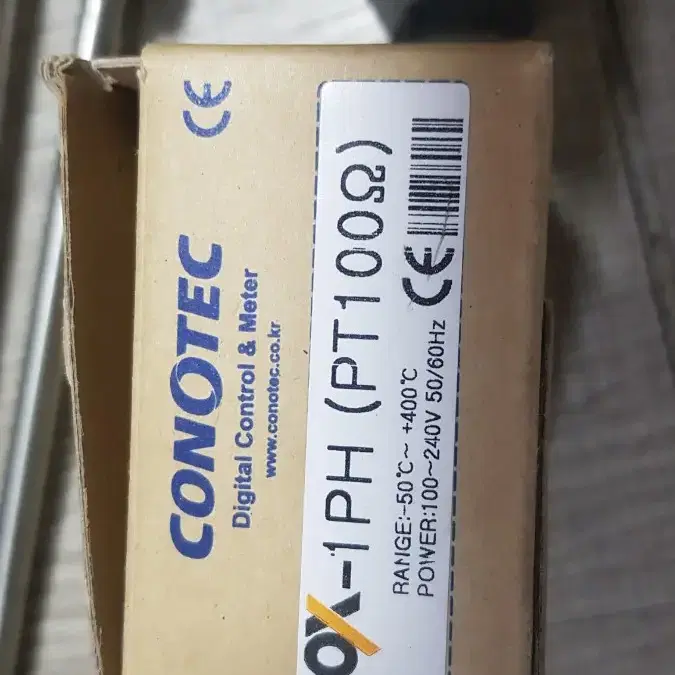 CE
CONOTEC
Digital Control & Meter
www.conotec.co.kr
OX-1PH (PT100Ω)
RANGE:-50℃~ +400℃
POWER:100~240V 50/60Hz CE